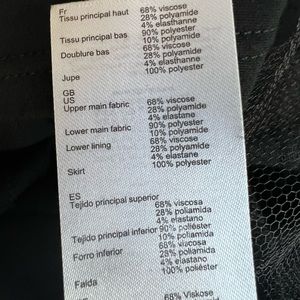 Fr
Tissu principal haut 68% viscose
28% polyamide
4% elasthanne
Tissu principal bas 90% polyester
10% polyamide
Doublure bas 68% viscose
28% polyamide
4% elasthanne
Jupe 100% polyester
GB
US
Upper main fabric 68% viscose
28% polyamide
4% elastane
Lower main fabric 90% polyester
10% polyamide
Lower lining 68% viscose
28% polyamide
4% elastane
Skirt 100% polyester
ES
Tejido principal superior
68% viscosa
28% poliamida
4% elastano
Tejido principal inferior 90% poliéster
10% poliamida
Forro inferior 68% viscosa
28% poliamida
4% elastano
Falda 100% poliéster
68% Viskose